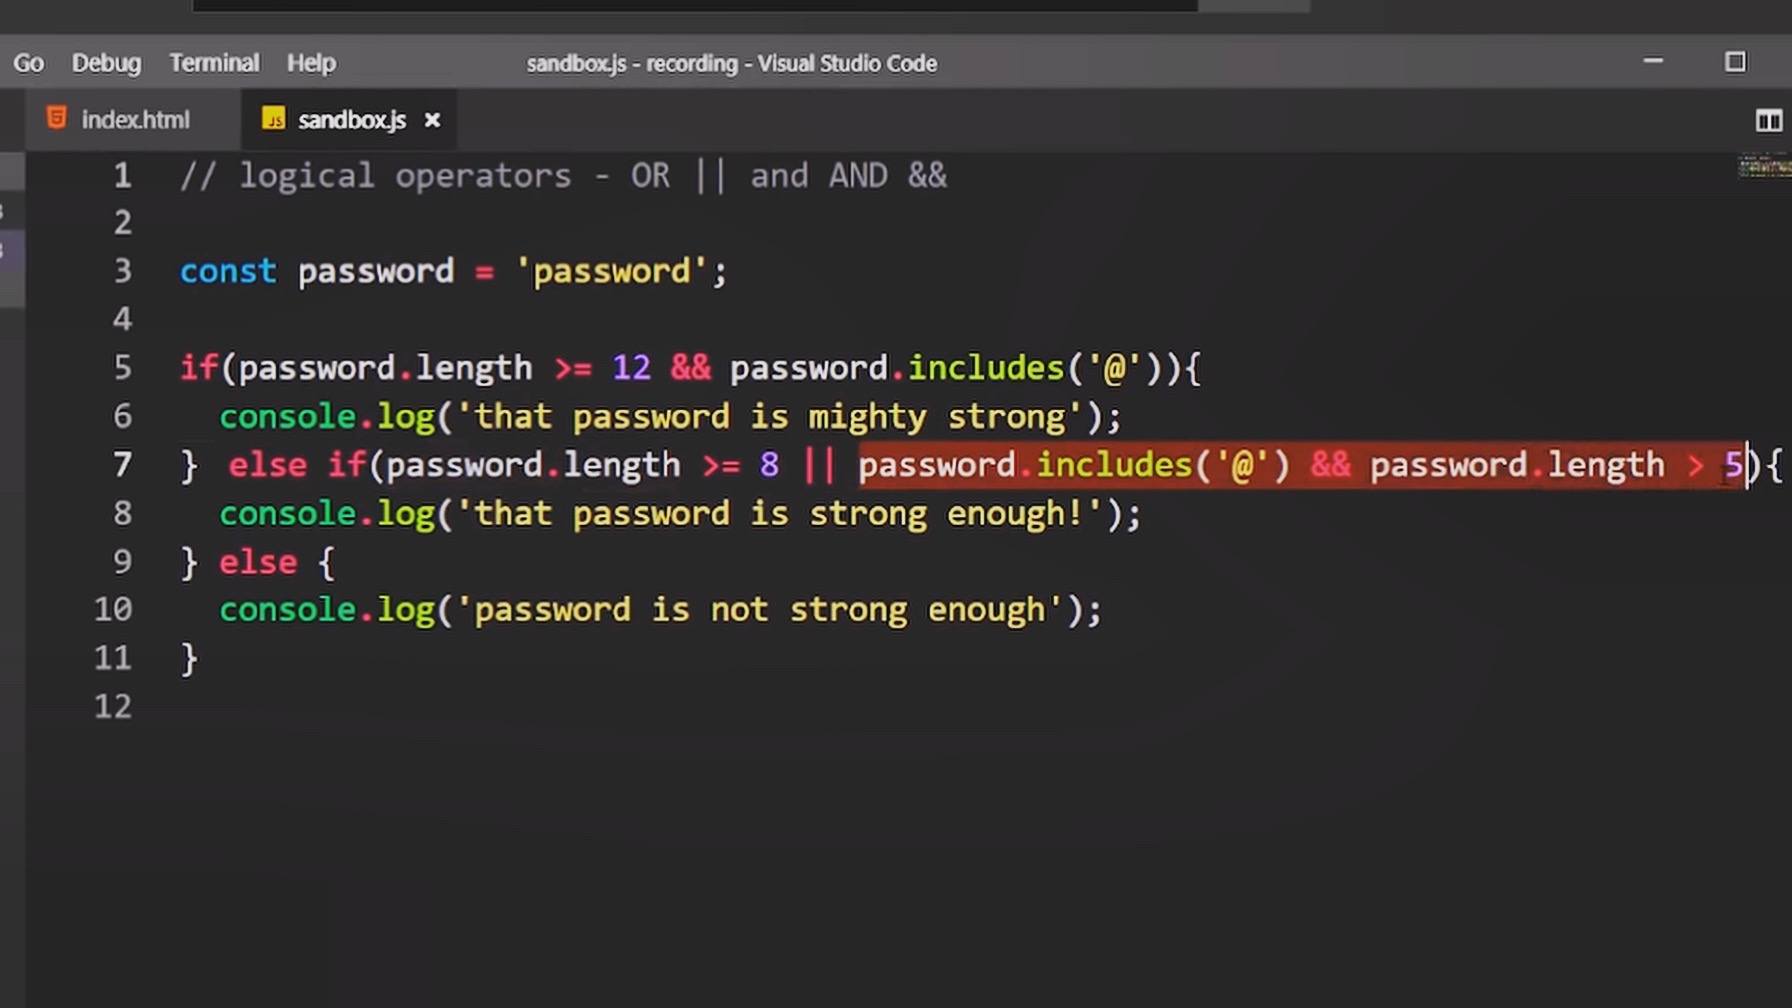 Go Debug Terminal Help sandbox.js - recording - Visual Studio Code
index.html sandbox.js
1 // logical operators - OR || and AND &&
2
3 const password = 'password';
4
5 if(password.length >= 12 && password.includes('@')){
6 console.log('that password is mighty strong');
7 } else if(password.length >= 8 || password.includes('@') && password.length > 5){
8 console.log('that password is strong enough!');
9 } else {
10 console.log('password is not strong enough');
11 }
12